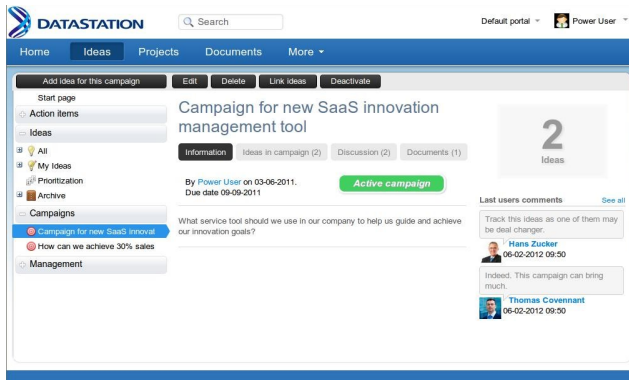 DATASTATION
Search
Default portal
Power User
Home
Ideas
Projects
Documents
More
Add idea for this campaign
Edit
Delete
Link ideas
Deactivate
Start page
Action items
Ideas
All
My Ideas
Prioritization
Archive
Campaigns
Campaign for new SaaS innovat
How can we achieve 30% sales
Management
Campaign for new SaaS innovation
management tool
Information
Ideas in campaign (2)
Discussion (2)
Documents (1)
By Power User on 03-06-2011.
Due date 09-09-2011
Active campaign
What service tool should we use in our company to help us guide and achieve
our innovation goals?
2
Ideas
Last users comments
See all
Track this ideas as one of them may
be deal changer.
Hans Zucker
06-02-2012 09:50
Indeed. This campaign can bring
much.
Thomas Covennant
06-02-2012 09:50